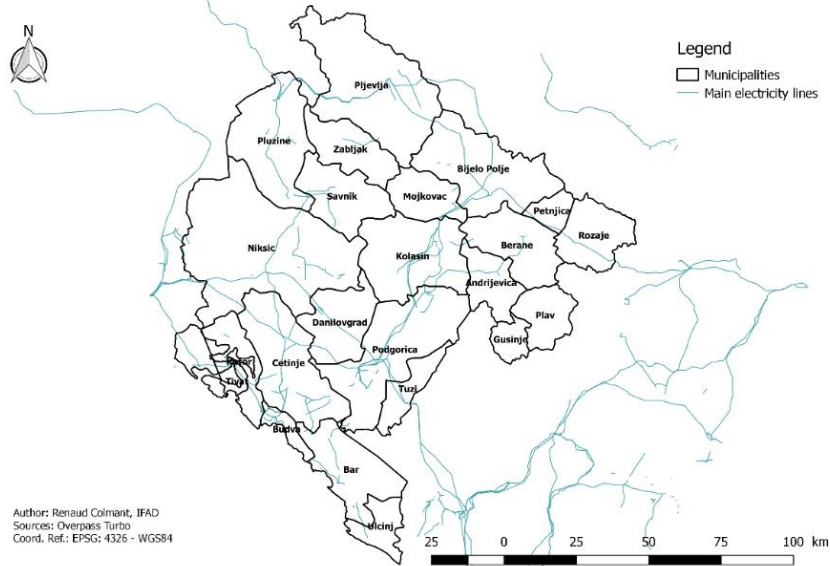 N
Legend
Municipalities
Main electricity lines
Pljevlja
Pluzine
Zabljak
Bijelo Polje
Savnik
Mojkovac
Petnjica
Rozaje
Niksic
Kolasin
Berane
Andrijevica
Plav
Danilovgrad
Gusinje
Podgorica
Kotor
Cetinje
Tivat
Tuzi
Budva
Bar
Ulcinj
Author: Renaud Colmant, IFAD
Sources: Overpass Turbo
Coord. Ref.: EPSG: 4326 - WGS84
25 0 25 50 75 100 km